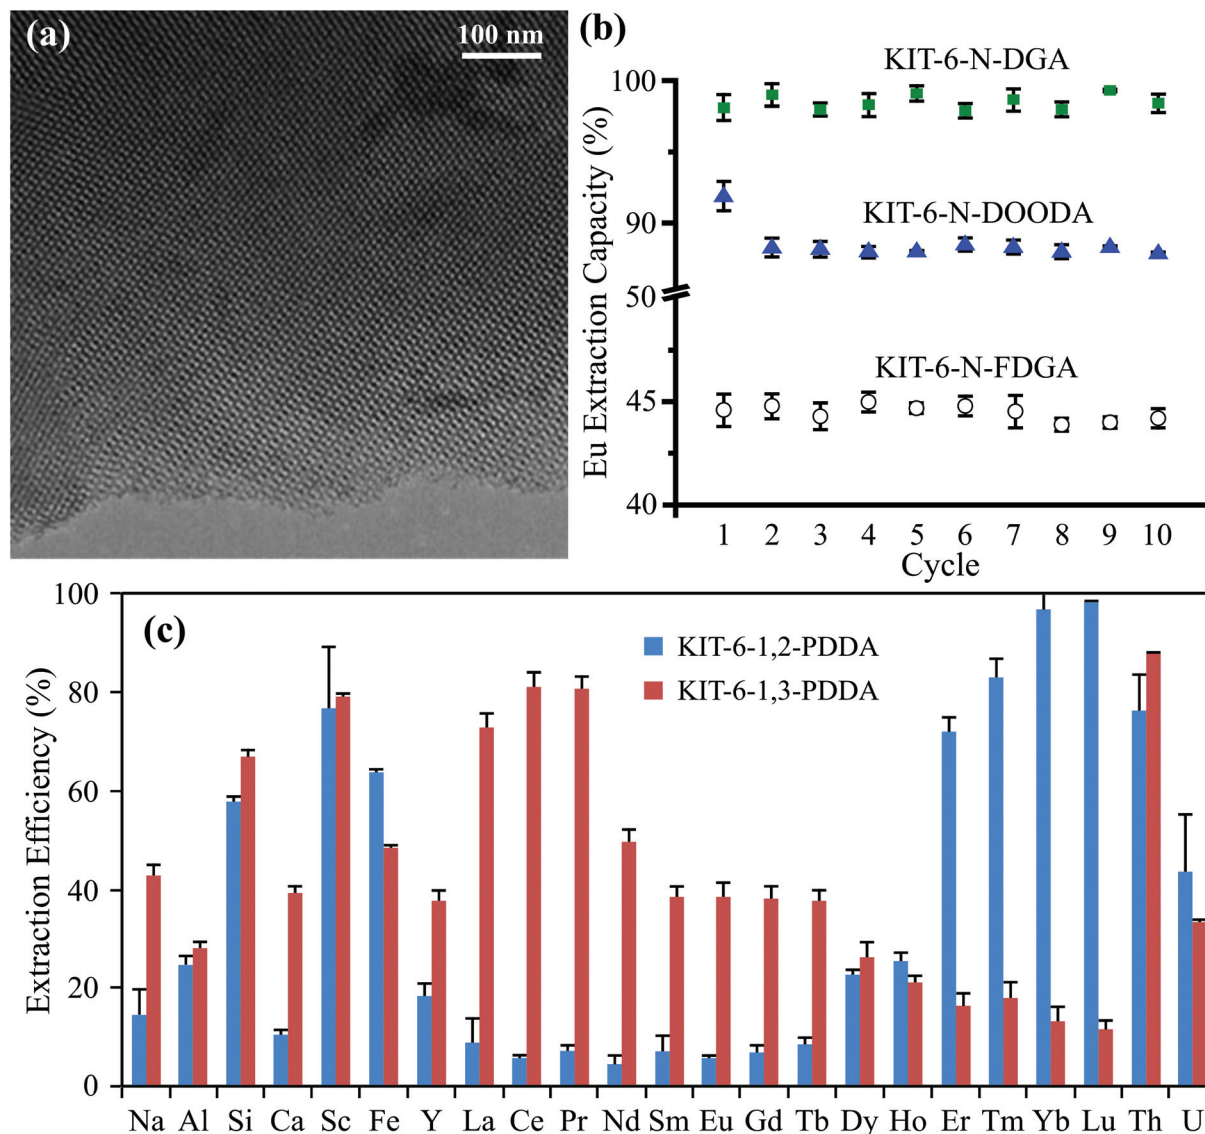 (a)
100 nm
(b)
KIT-6-N-DGA
100
KIT-6-N-DOODA
90
50
KIT-6-N-FDGA
45
40
Eu Extraction Capacity (%)
1 2 3 4 5 6 7 8 9 10
Cycle
(c)
KIT-6-1,2-PDDA
KIT-6-1,3-PDDA
100
80
60
40
20
0
Extraction Efficiency (%)
Na Al Si Ca Sc Fe Y La Ce Pr Nd Sm Eu Gd Tb Dy Ho Er Tm Yb Lu Th U